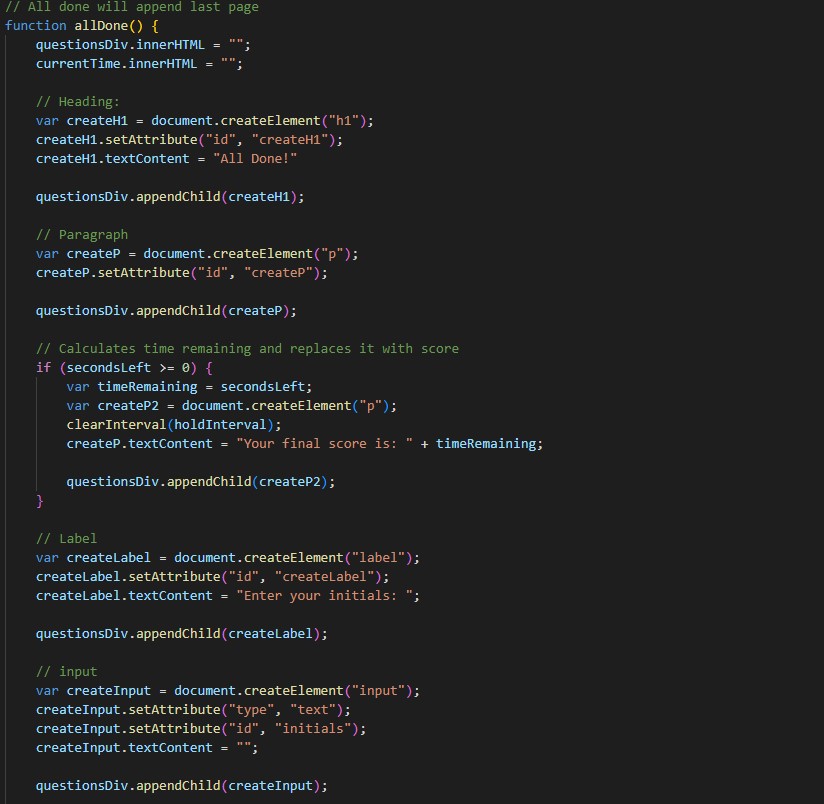 // All done will append last page
function allDone() {
    questionsDiv.innerHTML = "";
    currentTime.innerHTML = "";

    // Heading:
    var createH1 = document.createElement("h1");
    createH1.setAttribute("id", "createH1");
    createH1.textContent = "All Done!"

    questionsDiv.appendChild(createH1);

    // Paragraph
    var createP = document.createElement("p");
    createP.setAttribute("id", "createP");

    questionsDiv.appendChild(createP);

    // Calculates time remaining and replaces it with score
    if (secondsLeft >= 0) {
        var timeRemaining = secondsLeft;
        var createP2 = document.createElement("p");
        clearInterval(holdInterval);
        createP.textContent = "Your final score is: " + timeRemaining;

        questionsDiv.appendChild(createP2);
    }

    // Label
    var createLabel = document.createElement("label");
    createLabel.setAttribute("id", "createLabel");
    createLabel.textContent = "Enter your initials: ";

    questionsDiv.appendChild(createLabel);

    // input
    var createInput = document.createElement("input");
    createInput.setAttribute("type", "text");
    createInput.setAttribute("id", "initials");
    createInput.textContent = "";

    questionsDiv.appendChild(createInput);